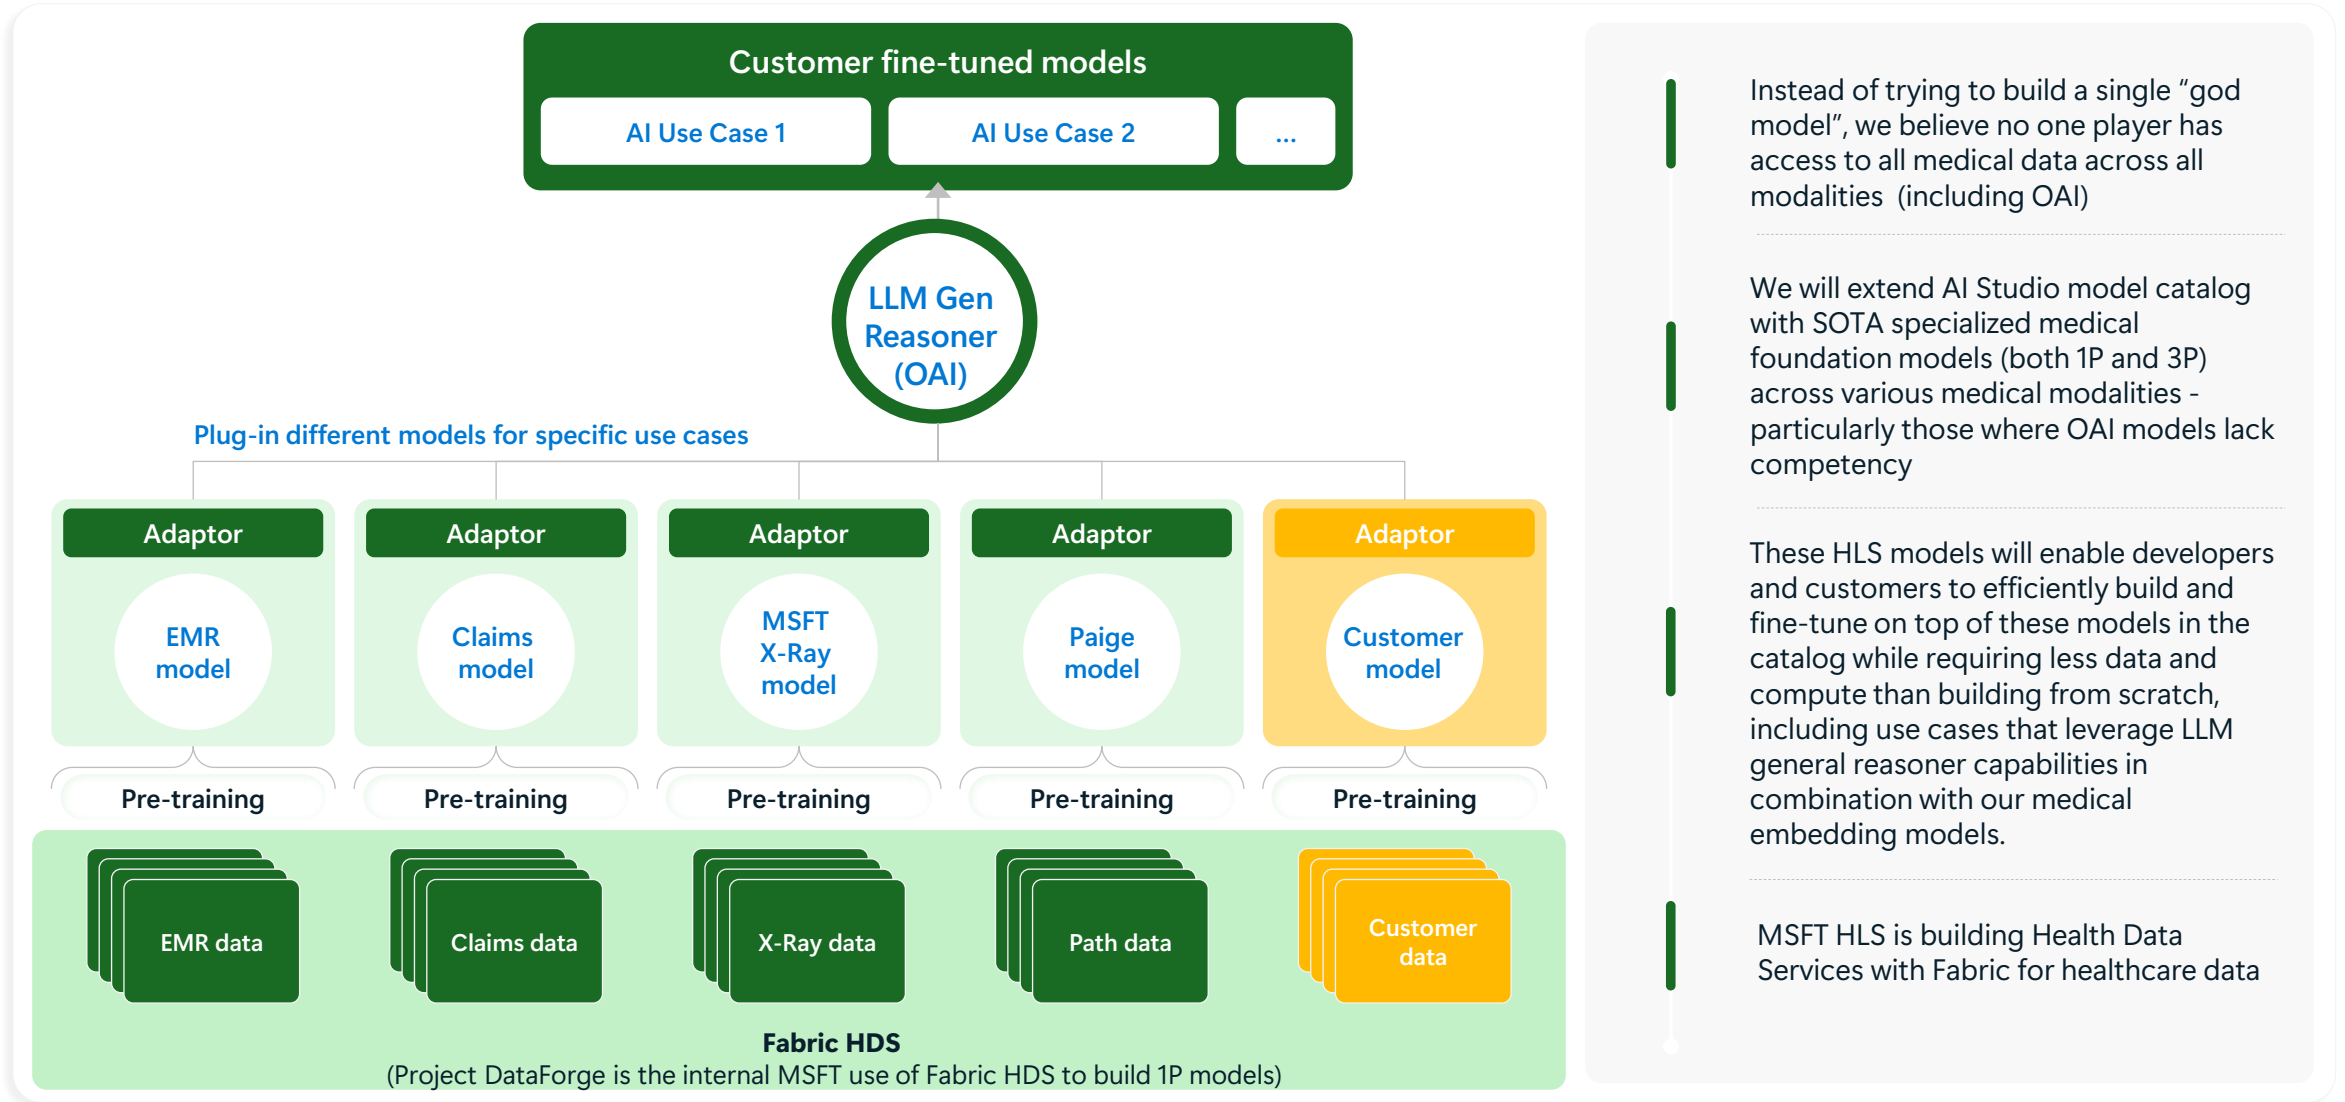 Customer fine-tuned models
AI Use Case 1
AI Use Case 2
...
LLM Gen
Reasoner
(OAI)
Plug-in different models for specific use cases
Adaptor
Adaptor
Adaptor
Adaptor
Adaptor
EMR
model
Claims
model
MSFT
X-Ray
model
Paige
model
Customer
model
Pre-training
Pre-training
Pre-training
Pre-training
Pre-training
EMR data
Claims data
X-Ray data
Path data
Customer
data
Fabric HDS
(Project DataForge is the internal MSFT use of Fabric HDS to build 1P models)
Instead of trying to build a single “god
model”, we believe no one player has
access to all medical data across all
modalities (including OAI)
We will extend AI Studio model catalog
with SOTA specialized medical
foundation models (both 1P and 3P)
across various medical modalities -
particularly those where OAI models lack
competency
These HLS models will enable developers
and customers to efficiently build and
fine-tune on top of these models in the
catalog while requiring less data and
compute than building from scratch,
including use cases that leverage LLM
general reasoner capabilities in
combination with our medical
embedding models.
MSFT HLS is building Health Data
Services with Fabric for healthcare data